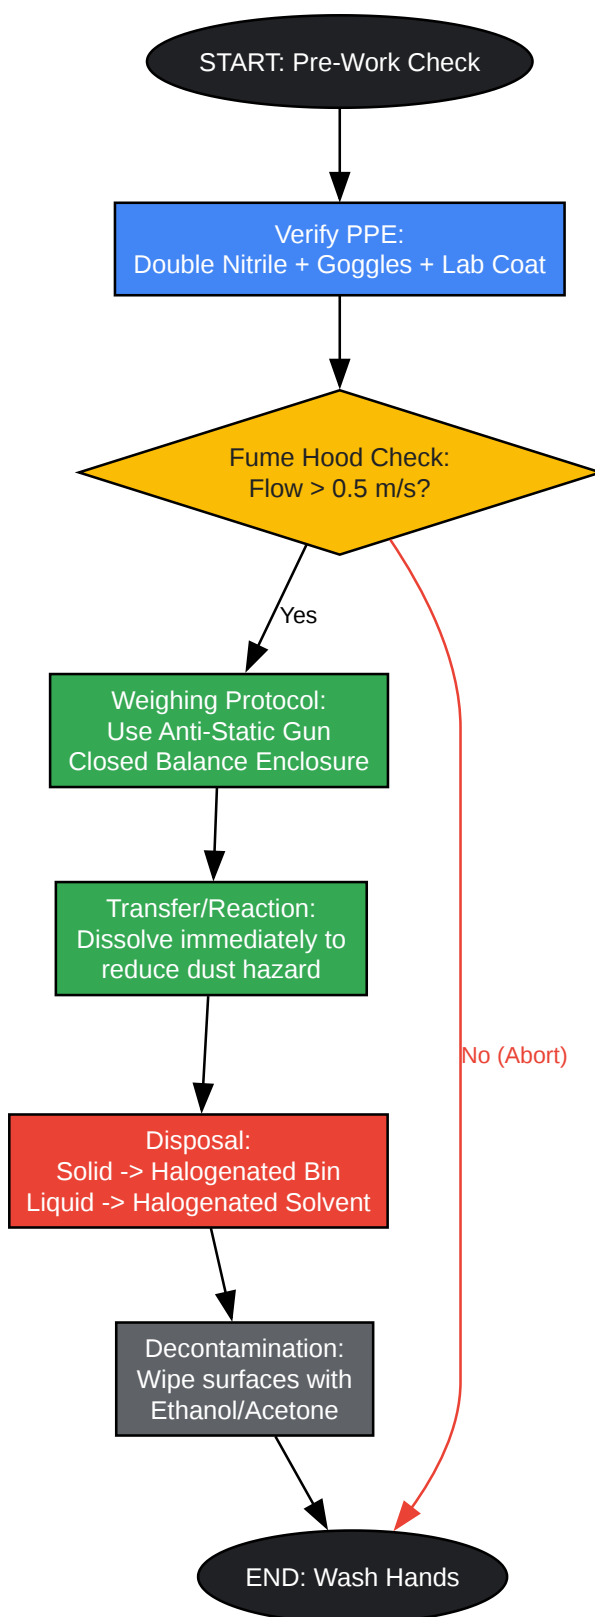 START: Pre-Work Check
Verify PPE:
Double Nitrile + Goggles + Lab Coat
Fume Hood Check:
Flow > 0.5 m/s?
Yes
Weighing Protocol:
Use Anti-Static Gun
Closed Balance Enclosure
Transfer/Reaction:
Dissolve immediately to
reduce dust hazard
No (Abort)
Disposal:
Solid -> Halogenated Bin
Liquid -> Halogenated Solvent
Decontamination:
Wipe surfaces with
Ethanol/Acetone
END: Wash Hands